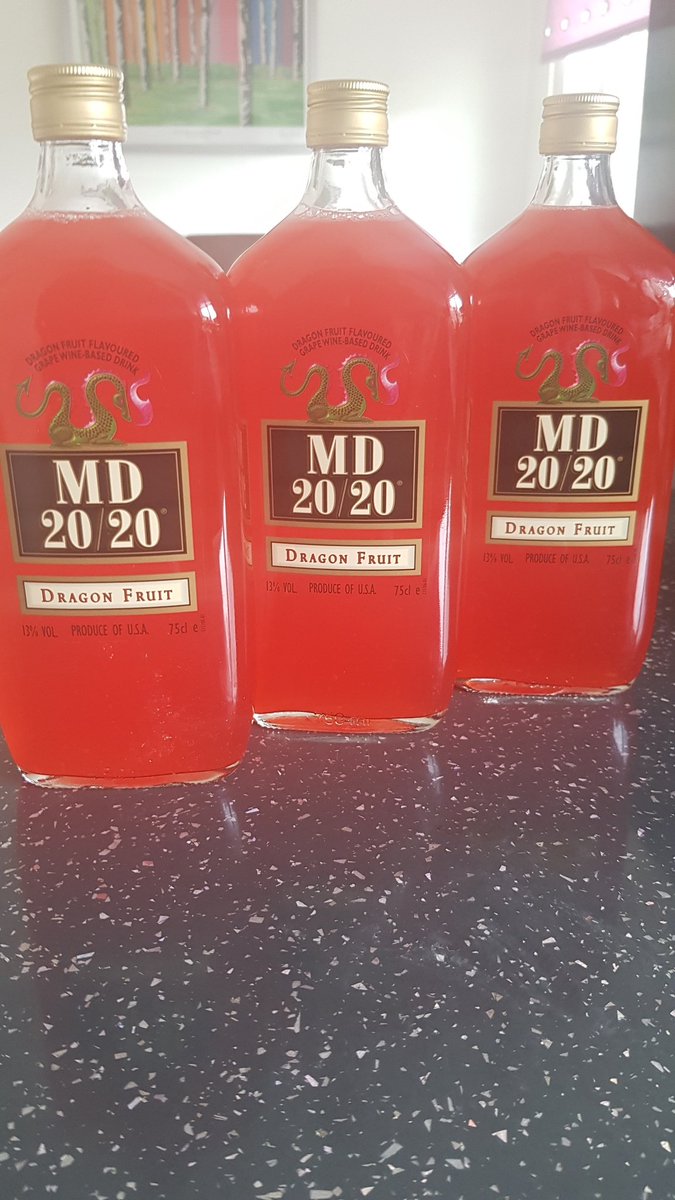 DRAGON FRUIT FLAVOURED
GRAPE WINE-BASED DRINK
MD
20/20®
DRAGON FRUIT
13% VOL. PRODUCE OF U.S.A. 75cl e
DRAGON FRUIT FLAVOURED
GRAPE WINE-BASED DRINK
MD
20/20®
DRAGON FRUIT
13% VOL. PRODUCE OF U.S.A. 75cl e
DRAGON FRUIT FLAVOURED
GRAPE WINE-BASED DRINK
MD
20/20®
DRAGON FRUIT
13% VOL. PRODUCE OF U.S.A. 75cl e